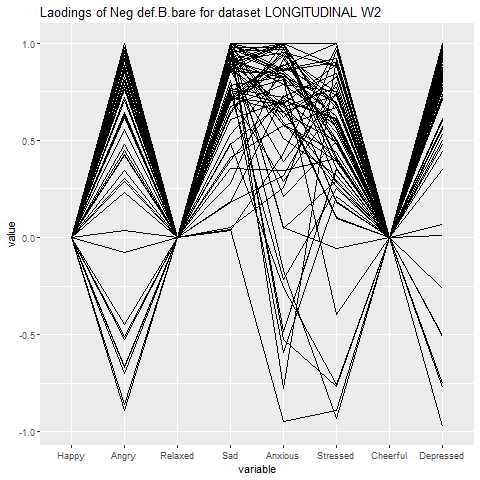 Laodings of Neg def.B.bare for dataset LONGITUDINAL W2
1.0
0.5
0.0
-0.5
-1.0
value
Happy Angry Relaxed Sad Anxious Stressed Cheerful Depressed
variable